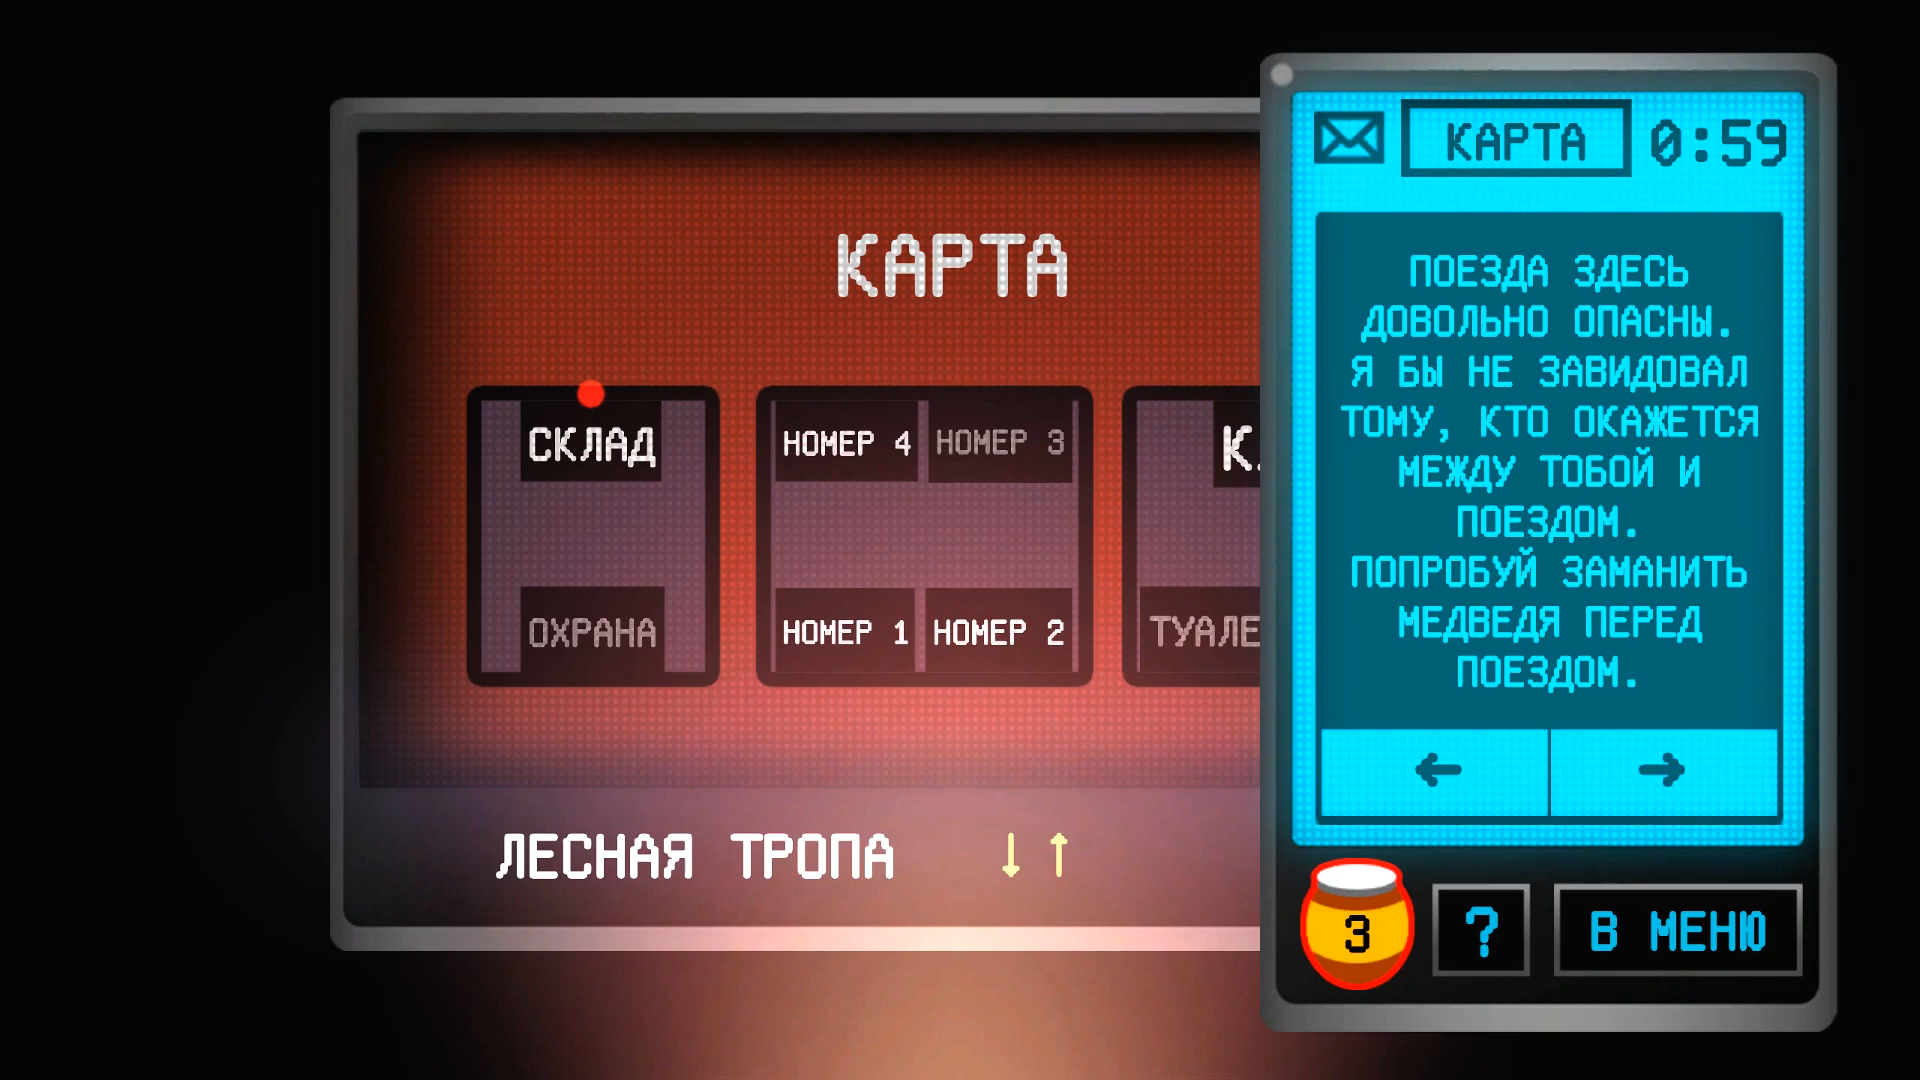 КАРТА
СКЛАД
НОМЕР 4
НОМЕР 3
К.
ОХРАНА
НОМЕР 1
НОМЕР 2
ТУАЛЕ
ЛЕСНАЯ ТРОПА ↓ ↑
КАРТА
0:59
ПОЕЗДА ЗДЕСЬ
ДОВОЛЬНО ОПАСНЫ.
Я БЫ НЕ ЗАВИДОВАЛ
ТОМУ, КТО ОКАЖЕТСЯ
МЕЖДУ ТОБОЙ И
ПОЕЗДОМ.
ПОПРОБУЙ ЗАМАНИТЬ
МЕДВЕДЯ ПЕРЕД
ПОЕЗДОМ.
← →
3
?
В МЕНЮ